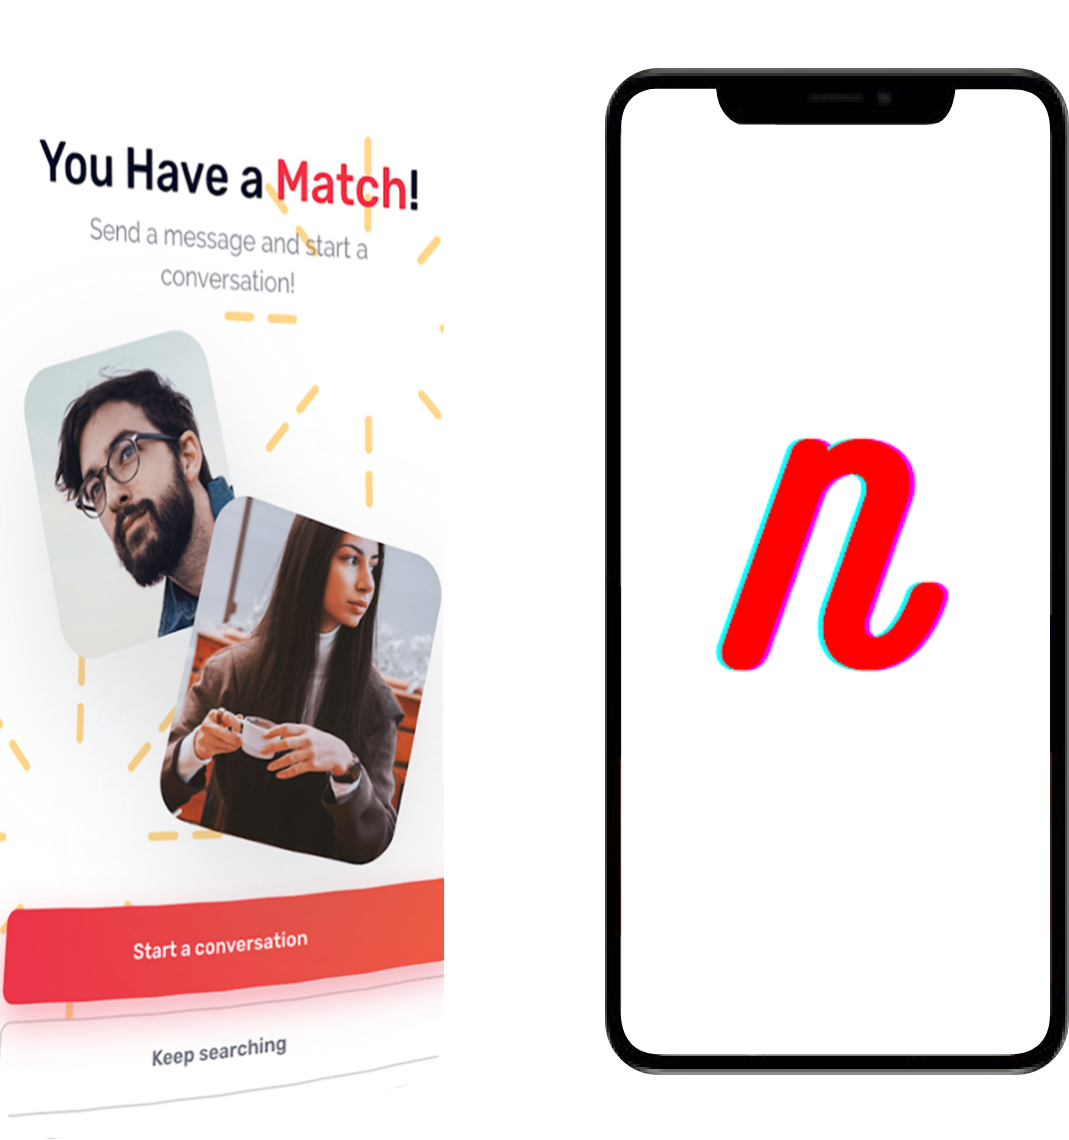 You Have a Match!
Send a message and start a
conversation!
Start a conversation
Keep searching
n